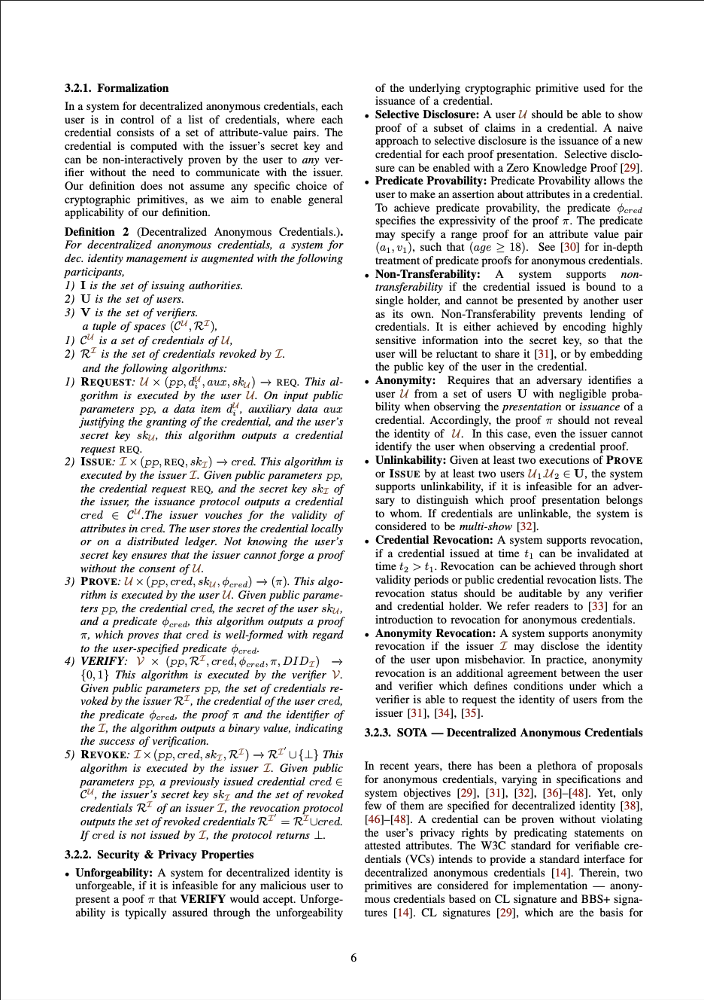 3.2.1. Formalization
In a system for decentralized anonymous credentials, each
user is in control of a list of credentials, where each
credential consists of a set of attribute-value pairs. The
credential is computed with the issuer's secret key and
can be non-interactively proven by the user to any ver-
ifier without the need to communicate with the issuer.
Our definition does not assume any specific choice of
cryptographic primitives, as we aim to enable general
applicability of our definition.
Definition 2 (Decentralized Anonymous Credentials.).
For decentralized anonymous credentials, a system for
dec. identity management is augmented with the following
participants,
1) I is the set of issuing authorities.
2) U is the set of users.
3) V is the set of verifiers.
a tuple of spaces (𝒞^𝒰, ℛ^ℐ),
1) 𝒞^𝒰 is a set of credentials of 𝒰,
2) ℛ^ℐ is the set of credentials revoked by ℐ.
and the following algorithms:
1) REQUEST: 𝒰 × (pp, d_i^𝒰, aux, sk_𝒰) → REQ. This al-
gorithm is executed by the user 𝒰. On input public
parameters pp, a data item d_i^𝒰, auxiliary data aux
justifying the granting of the credential, and the user's
secret key sk_𝒰, this algorithm outputs a credential
request REQ.
2) ISSUE: ℐ × (pp, REQ, sk_ℐ) → cred. This algorithm is
executed by the issuer ℐ. Given public parameters pp,
the credential request REQ, and the secret key sk_ℐ of
the issuer, the issuance protocol outputs a credential
cred ∈ 𝒞^𝒰.The issuer vouches for the validity of
attributes in cred. The user stores the credential locally
or on a distributed ledger. Not knowing the user's
secret key ensures that the issuer cannot forge a proof
without the consent of 𝒰.
3) PROVE: 𝒰 × (pp, cred, sk_𝒰, ϕ_cred) → (π). This algo-
rithm is executed by the user 𝒰. Given public parame-
ters pp, the credential cred, the secret of the user sk_𝒰,
and a predicate ϕ_cred, this algorithm outputs a proof
π, which proves that cred is well-formed with regard
to the user-specified predicate ϕ_cred.
4) VERIFY: 𝒱 × (pp, ℛ^ℐ, cred, ϕ_cred, π, DID_ℐ) →
{0, 1} This algorithm is executed by the verifier 𝒱.
Given public parameters pp, the set of credentials re-
voked by the issuer ℛ^ℐ, the credential of the user cred,
the predicate ϕ_cred, the proof π and the identifier of
the ℐ, the algorithm outputs a binary value, indicating
the success of verification.
5) REVOKE: ℐ × (pp, cred, sk_ℐ, ℛ^ℐ) → ℛ^ℐ′ ∪ {⊥} This
algorithm is executed by the issuer ℐ. Given public
parameters pp, a previously issued credential cred ∈
𝒞^𝒰, the issuer's secret key sk_ℐ and the set of revoked
credentials ℛ^ℐ of an issuer ℐ, the revocation protocol
outputs the set of revoked credentials ℛ^ℐ′ = ℛ^ℐ∪cred.
If cred is not issued by ℐ, the protocol returns ⊥.
3.2.2. Security & Privacy Properties
• Unforgeability: A system for decentralized identity is
unforgeable, if it is infeasible for any malicious user to
present a poof π that VERIFY would accept. Unforge-
ability is typically assured through the unforgeability
of the underlying cryptographic primitive used for the
issuance of a credential.
• Selective Disclosure: A user 𝒰 should be able to show
proof of a subset of claims in a credential. A naive
approach to selective disclosure is the issuance of a new
credential for each proof presentation. Selective disclo-
sure can be enabled with a Zero Knowledge Proof [29].
• Predicate Provability: Predicate Provability allows the
user to make an assertion about attributes in a credential.
To achieve predicate provability, the predicate ϕ_cred
specifies the expressivity of the proof π. The predicate
may specify a range proof for an attribute value pair
(a₁, v₁), such that (age ≥ 18). See [30] for in-depth
treatment of predicate proofs for anonymous credentials.
• Non-Transferability: A system supports non-
transferability if the credential issued is bound to a
single holder, and cannot be presented by another user
as its own. Non-Transferability prevents lending of
credentials. It is either achieved by encoding highly
sensitive information into the secret key, so that the
user will be reluctant to share it [31], or by embedding
the public key of the user in the credential.
• Anonymity: Requires that an adversary identifies a
user 𝒰 from a set of users U with negligible proba-
bility when observing the presentation or issuance of a
credential. Accordingly, the proof π should not reveal
the identity of 𝒰. In this case, even the issuer cannot
identify the user when observing a credential proof.
• Unlinkability: Given at least two executions of PROVE
or ISSUE by at least two users 𝒰₁.𝒰₂ ∈ U, the system
supports unlinkability, if it is infeasible for an adver-
sary to distinguish which proof presentation belongs
to whom. If credentials are unlinkable, the system is
considered to be multi-show [32].
• Credential Revocation: A system supports revocation,
if a credential issued at time t₁ can be invalidated at
time t₂ > t₁. Revocation can be achieved through short
validity periods or public credential revocation lists. The
revocation status should be auditable by any verifier
and credential holder. We refer readers to [33] for an
introduction to revocation for anonymous credentials.
• Anonymity Revocation: A system supports anonymity
revocation if the issuer ℐ may disclose the identity
of the user upon misbehavior. In practice, anonymity
revocation is an additional agreement between the user
and verifier which defines conditions under which a
verifier is able to request the identity of users from the
issuer [31], [34], [35].
3.2.3. SOTA — Decentralized Anonymous Credentials
In recent years, there has been a plethora of proposals
for anonymous credentials, varying in specifications and
system objectives [29], [31], [32], [36]–[48]. Yet, only
few of them are specified for decentralized identity [38],
[46]–[48]. A credential can be proven without violating
the user's privacy rights by predicating statements on
attested attributes. The W3C standard for verifiable cre-
dentials (VCs) intends to provide a standard interface for
decentralized anonymous credentials [14]. Therein, two
primitives are considered for implementation — anony-
mous credentials based on CL signature and BBS+ signa-
tures [14]. CL signatures [29], which are the basis for
6